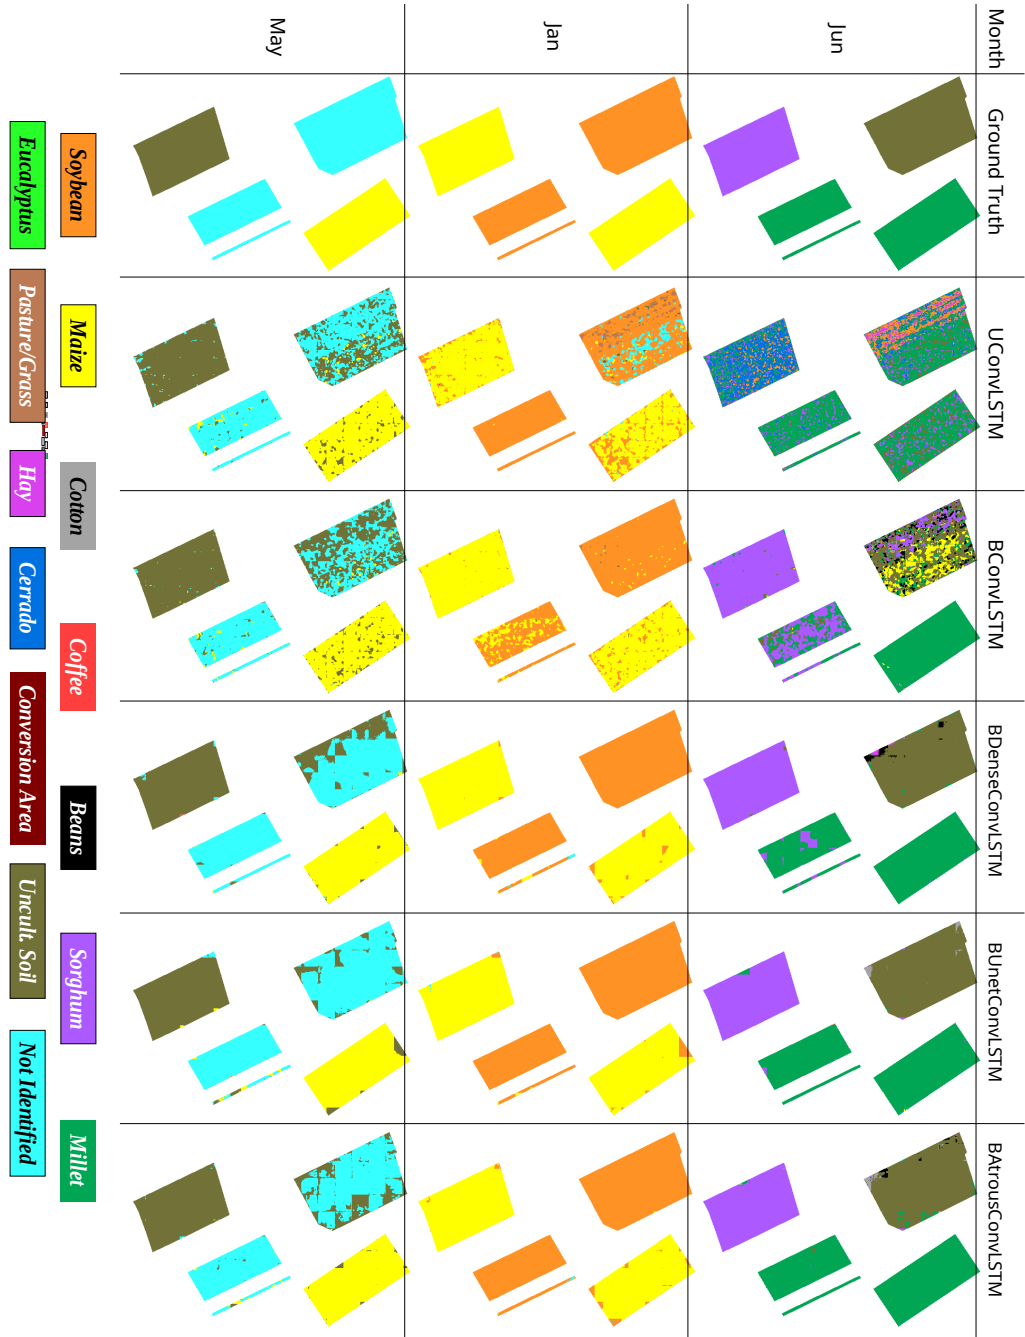 Month
Ground Truth
UConvLSTM
BConvLSTM
BDenseConvLSTM
BUnetConvLSTM
BAtrousConvLSTM
Jun
Jan
May
Soybean
Maize
Cotton
Coffee
Beans
Sorghum
Millet
Eucalyptus
Pasture/Grass
Hay
Cerrado
Conversion Area
Uncult. Soil
Not Identified